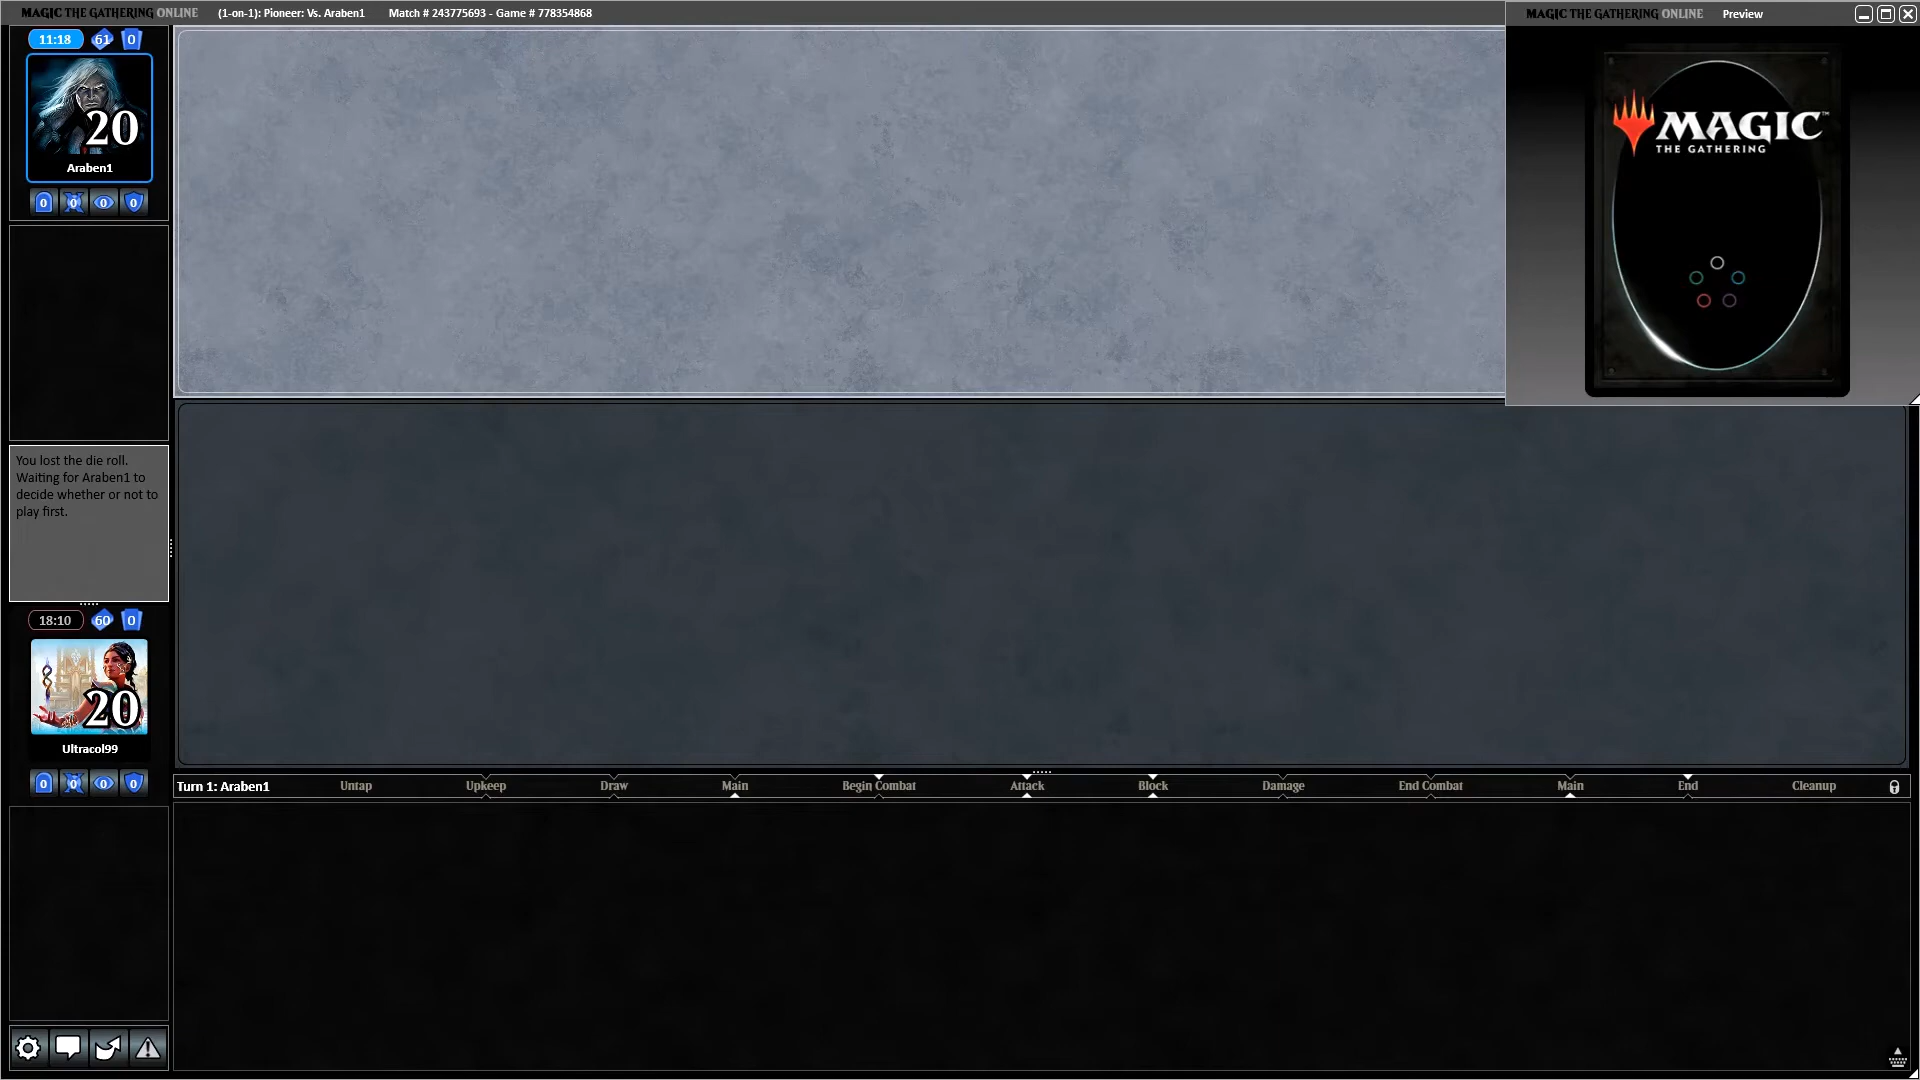 MAGIC THE GATHERING ONLINE (1-on-1): Pioneer: Vs. Araben1 Match # 243775693 - Game # 778354868
MAGIC THE GATHERING ONLINE Preview
11:18 61 0
20
Araben1
0 0 0 0
MAGIC™
THE GATHERING
You lost the die roll.
Waiting for Araben1 to
decide whether or not to
play first.
18:10 60 0
20
Ultracol99
0 0 0 0
Turn 1: Araben1 Untap Upkeep Draw Main Begin Combat Attack Block Damage End Combat Main End Cleanup